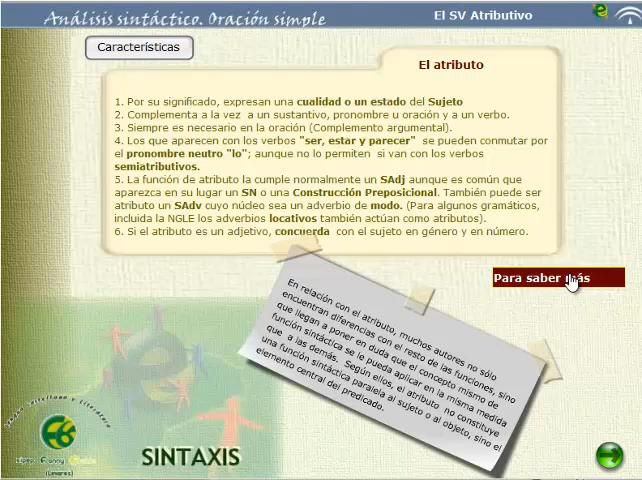 Análisis sintáctico. Oración simple
El SV Atributivo
Características
El atributo
1. Por su significado, expresan una cualidad o un estado del Sujeto
2. Complementa a la vez a un sustantivo, pronombre u oración y a un verbo.
3. Siempre es necesario en la oración (Complemento argumental).
4. Los que aparecen con los verbos "ser, estar y parecer" se pueden conmutar por
el pronombre neutro "lo"; aunque no lo permiten si van con los verbos
semiatributivos.
5. La función de atributo la cumple normalmente un SAdj aunque es común que
aparezca en su lugar un SN o una Construcción Preposicional. También puede ser
atributo un SAdv cuyo núcleo sea un adverbio de modo. (Para algunos gramáticos,
incluida la NGLE los adverbios locativos también actúan como atributos).
6. Si el atributo es un adjetivo, concuerda con el sujeto en género y en número.
Para saber más
En relación con el atributo, muchos autores no sólo
encuentran diferencias con el resto de las funciones, sino
que llegan a poner en duda que el concepto mismo de
función sintáctica se le pueda aplicar en la misma medida
que a las demás. Según ellos, el atributo no constituye
una función sintáctica paralela al sujeto o al objeto, sino el
elemento central del predicado.
Lengua Castellana y Literatura
(Linares)
SINTAXIS